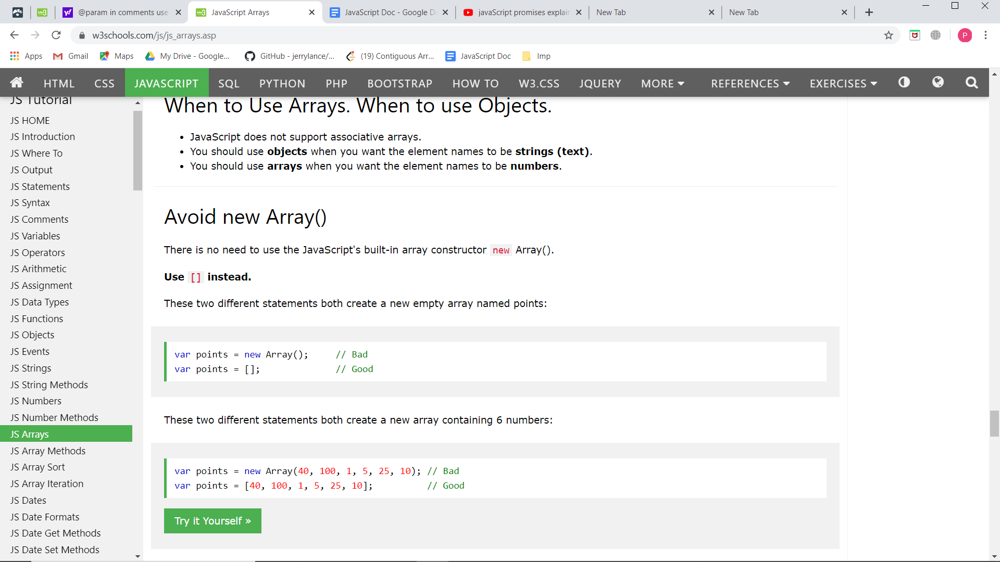 @param in comments use
JavaScript Arrays
JavaScript Doc - Google D
javaScript promises explain
New Tab
New Tab
w3schools.com/js/js_arrays.asp
P
Apps
Gmail
Maps
My Drive - Google...
GitHub - jerrylance/...
(19) Contiguous Arr...
JavaScript Doc
Imp
HTML
CSS
JAVASCRIPT
SQL
PYTHON
PHP
BOOTSTRAP
HOW TO
W3.CSS
JQUERY
MORE
REFERENCES
EXERCISES
JS Tutorial
JS HOME
JS Introduction
JS Where To
JS Output
JS Statements
JS Syntax
JS Comments
JS Variables
JS Operators
JS Arithmetic
JS Assignment
JS Data Types
JS Functions
JS Objects
JS Events
JS Strings
JS String Methods
JS Numbers
JS Number Methods
JS Arrays
JS Array Methods
JS Array Sort
JS Array Iteration
JS Dates
JS Date Formats
JS Date Get Methods
JS Date Set Methods
When to Use Arrays. When to use Objects.
• JavaScript does not support associative arrays.
• You should use objects when you want the element names to be strings (text).
• You should use arrays when you want the element names to be numbers.
Avoid new Array()
There is no need to use the JavaScript's built-in array constructor new Array().
Use [] instead.
These two different statements both create a new empty array named points:
var points = new Array();     // Bad
var points = [];              // Good
These two different statements both create a new array containing 6 numbers:
var points = new Array(40, 100, 1, 5, 25, 10); // Bad
var points = [40, 100, 1, 5, 25, 10];          // Good
Try it Yourself »